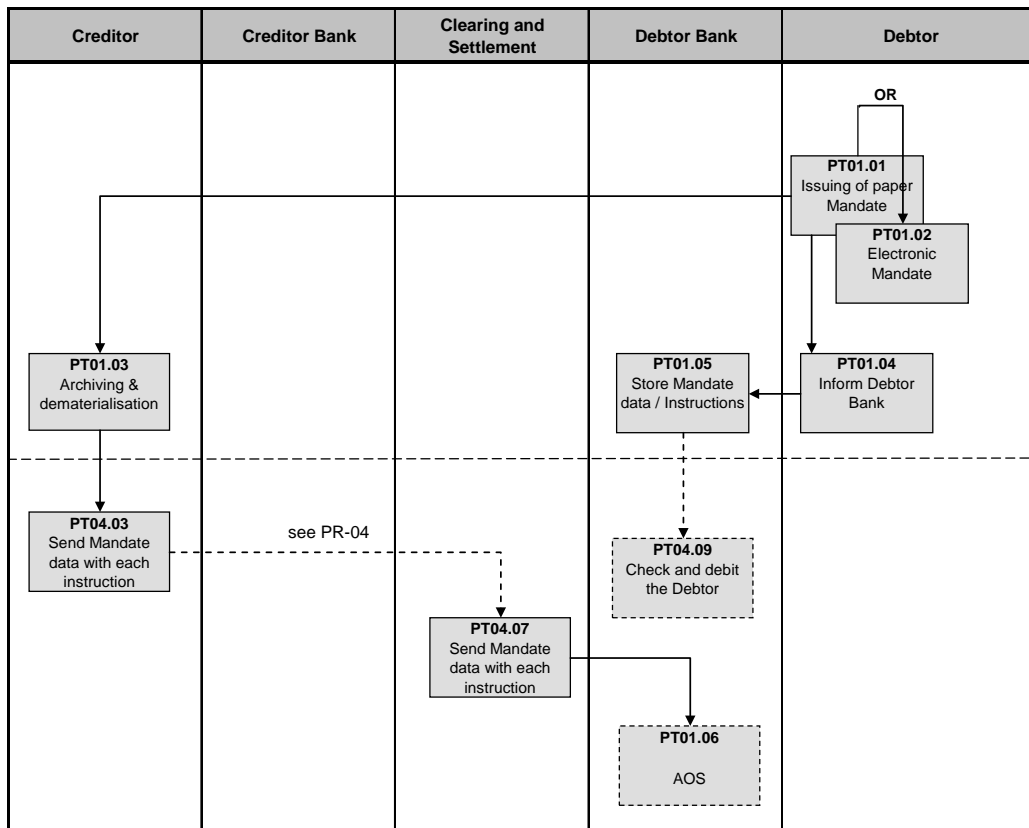 Creditor
Creditor Bank
Clearing and
Settlement
Debtor Bank
Debtor
OR
PT01.01
Issuing of paper
Mandate
PT01.02
Electronic
Mandate
PT01.03
Archiving &
dematerialisation
PT01.05
Store Mandate
data / Instructions
PT01.04
Inform Debtor
Bank
PT04.03
Send Mandate
data with each
instruction
see PR-04
PT04.09
Check and debit
the Debtor
PT04.07
Send Mandate
data with each
instruction
PT01.06
AOS